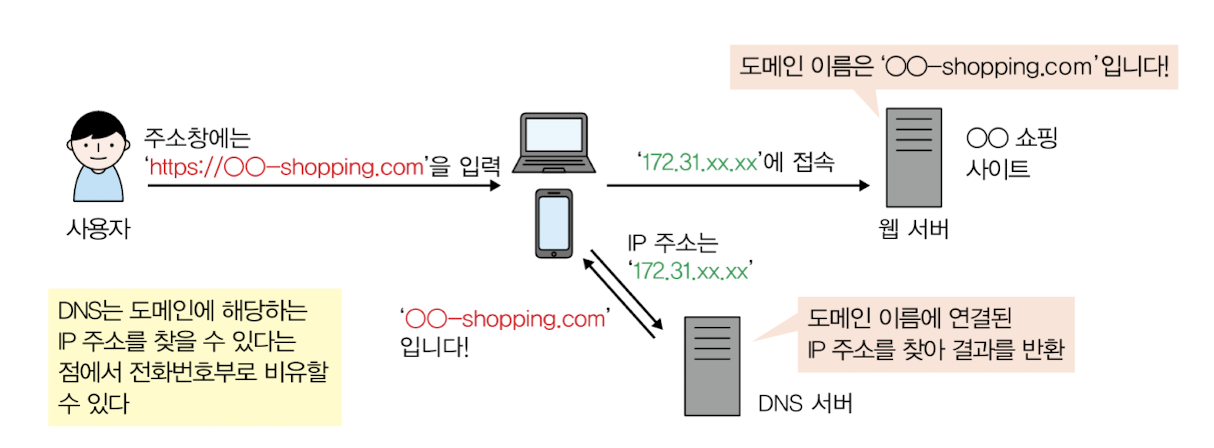 도메인 이름은 ‘○○-shopping.com’입니다!
주소창에는
‘https://○○-shopping.com’을 입력
사용자
‘172.31.xx.xx’에 접속
○○ 쇼핑
사이트
웹 서버
IP 주소는
‘172.31.xx.xx’
‘○○-shopping.com’
입니다!
DNS는 도메인에 해당하는
IP 주소를 찾을 수 있다는
점에서 전화번호부로 비유할
수 있다
도메인 이름에 연결된
IP 주소를 찾아 결과를 반환
DNS 서버